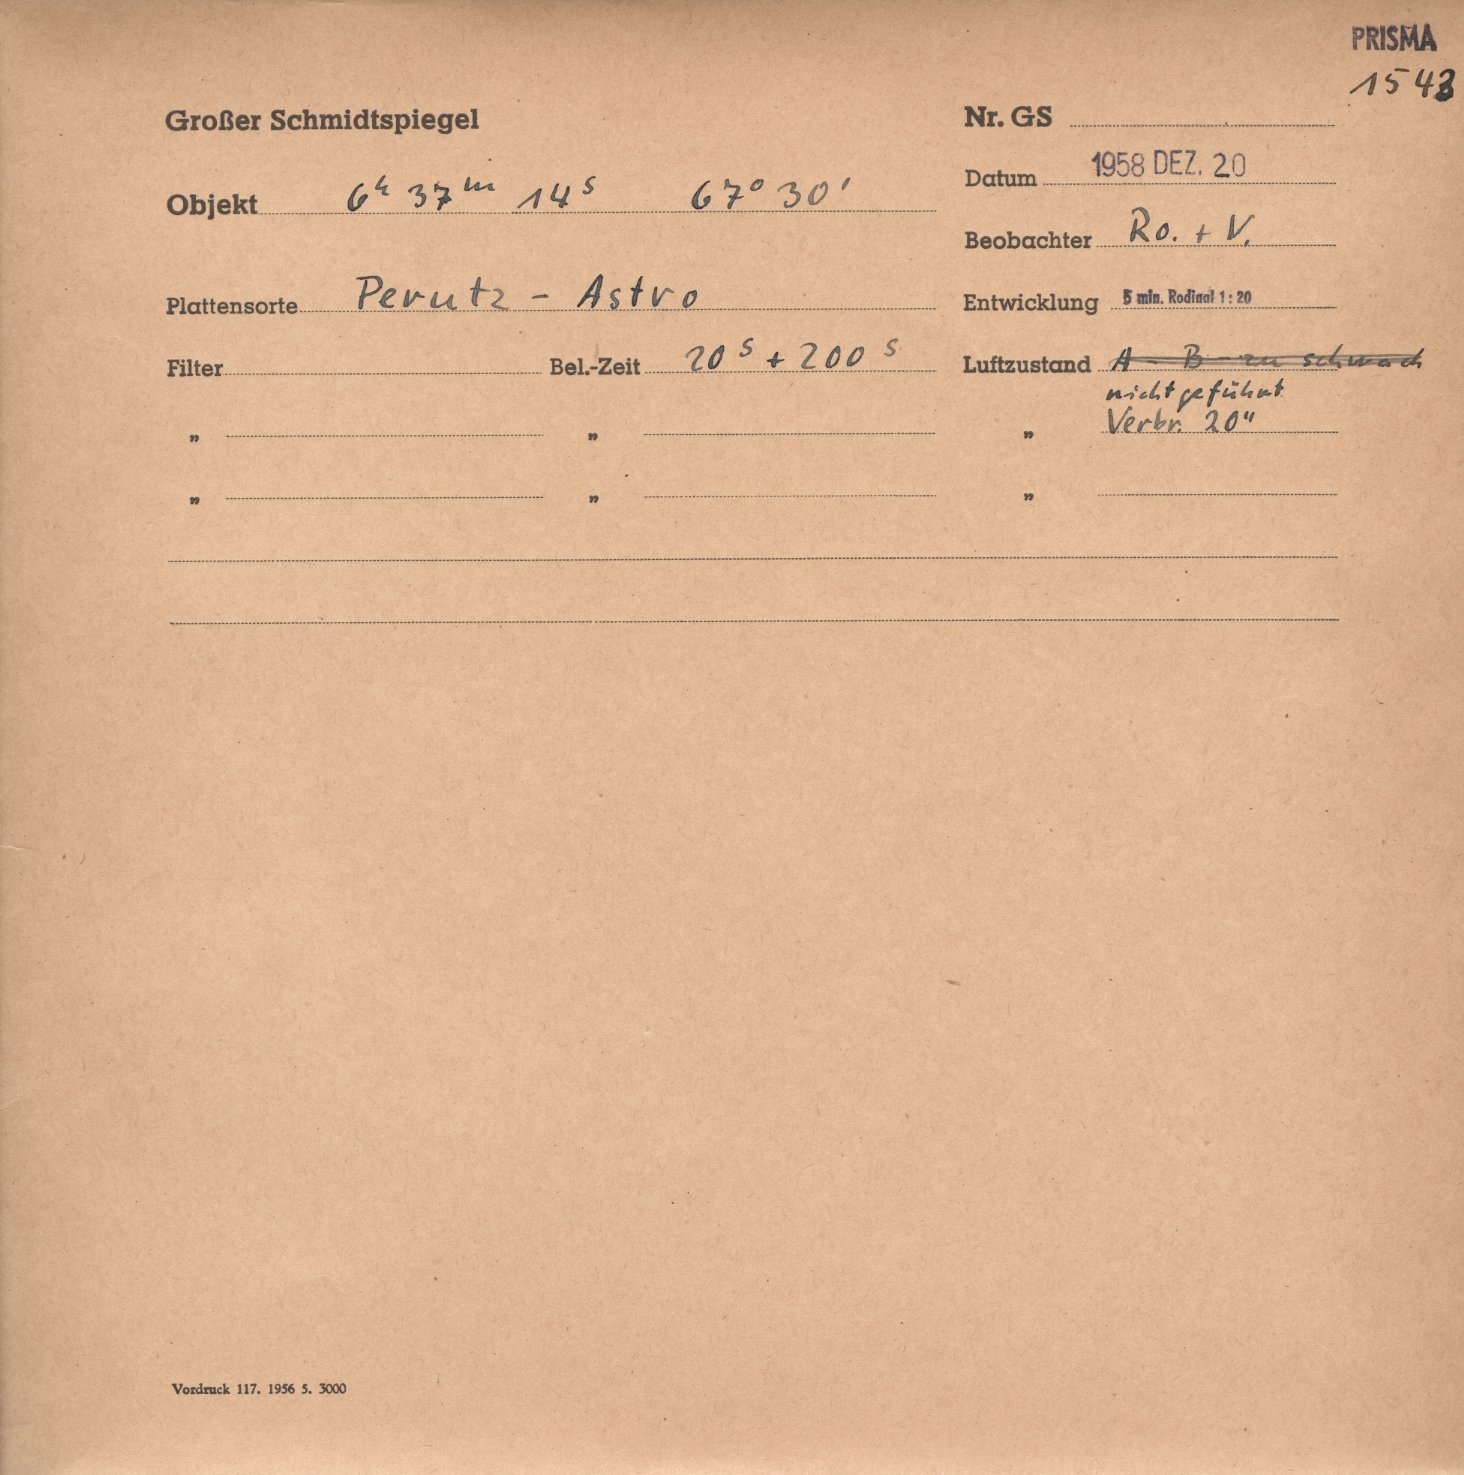 PRISMA
1543
Großer Schmidtspiegel
Nr. GS
Datum 1958 DEZ. 20
Objekt 6h 37m 14s 67° 30'
Beobachter Ro. + V.
Plattensorte Perutz - Astro
Entwicklung 5 min. Rodinal 1:20
Filter Bel.-Zeit 20s + 200s Luftzustand A - B - zu schwach
nicht geführt
„ „ „ Verbr. 20"
„ „ „
Vordruck 117. 1956 5. 3000